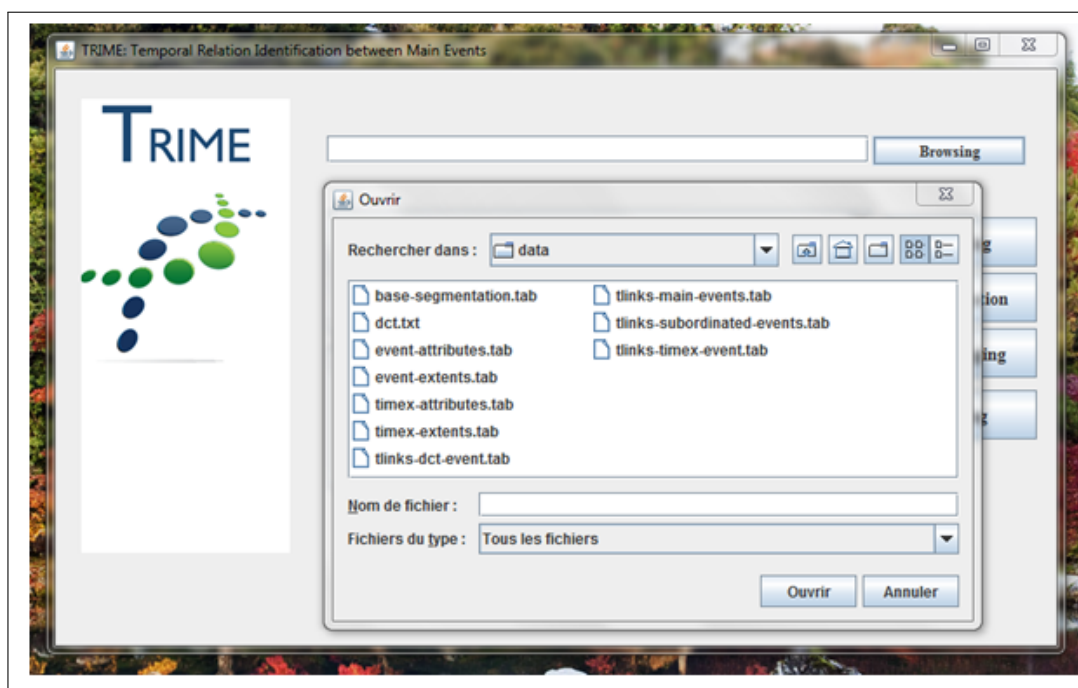 TRIME: Temporal Relation Identification between Main Events
TRIME
Browsing
Ouvrir
Rechercher dans : data
base-segmentation.tab
dct.txt
event-attributes.tab
event-extents.tab
timex-attributes.tab
timex-extents.tab
tlinks-dct-event.tab
tlinks-main-events.tab
tlinks-subordinated-events.tab
tlinks-timex-event.tab
Nom de fichier :
Fichiers du type : Tous les fichiers
Ouvrir Annuler